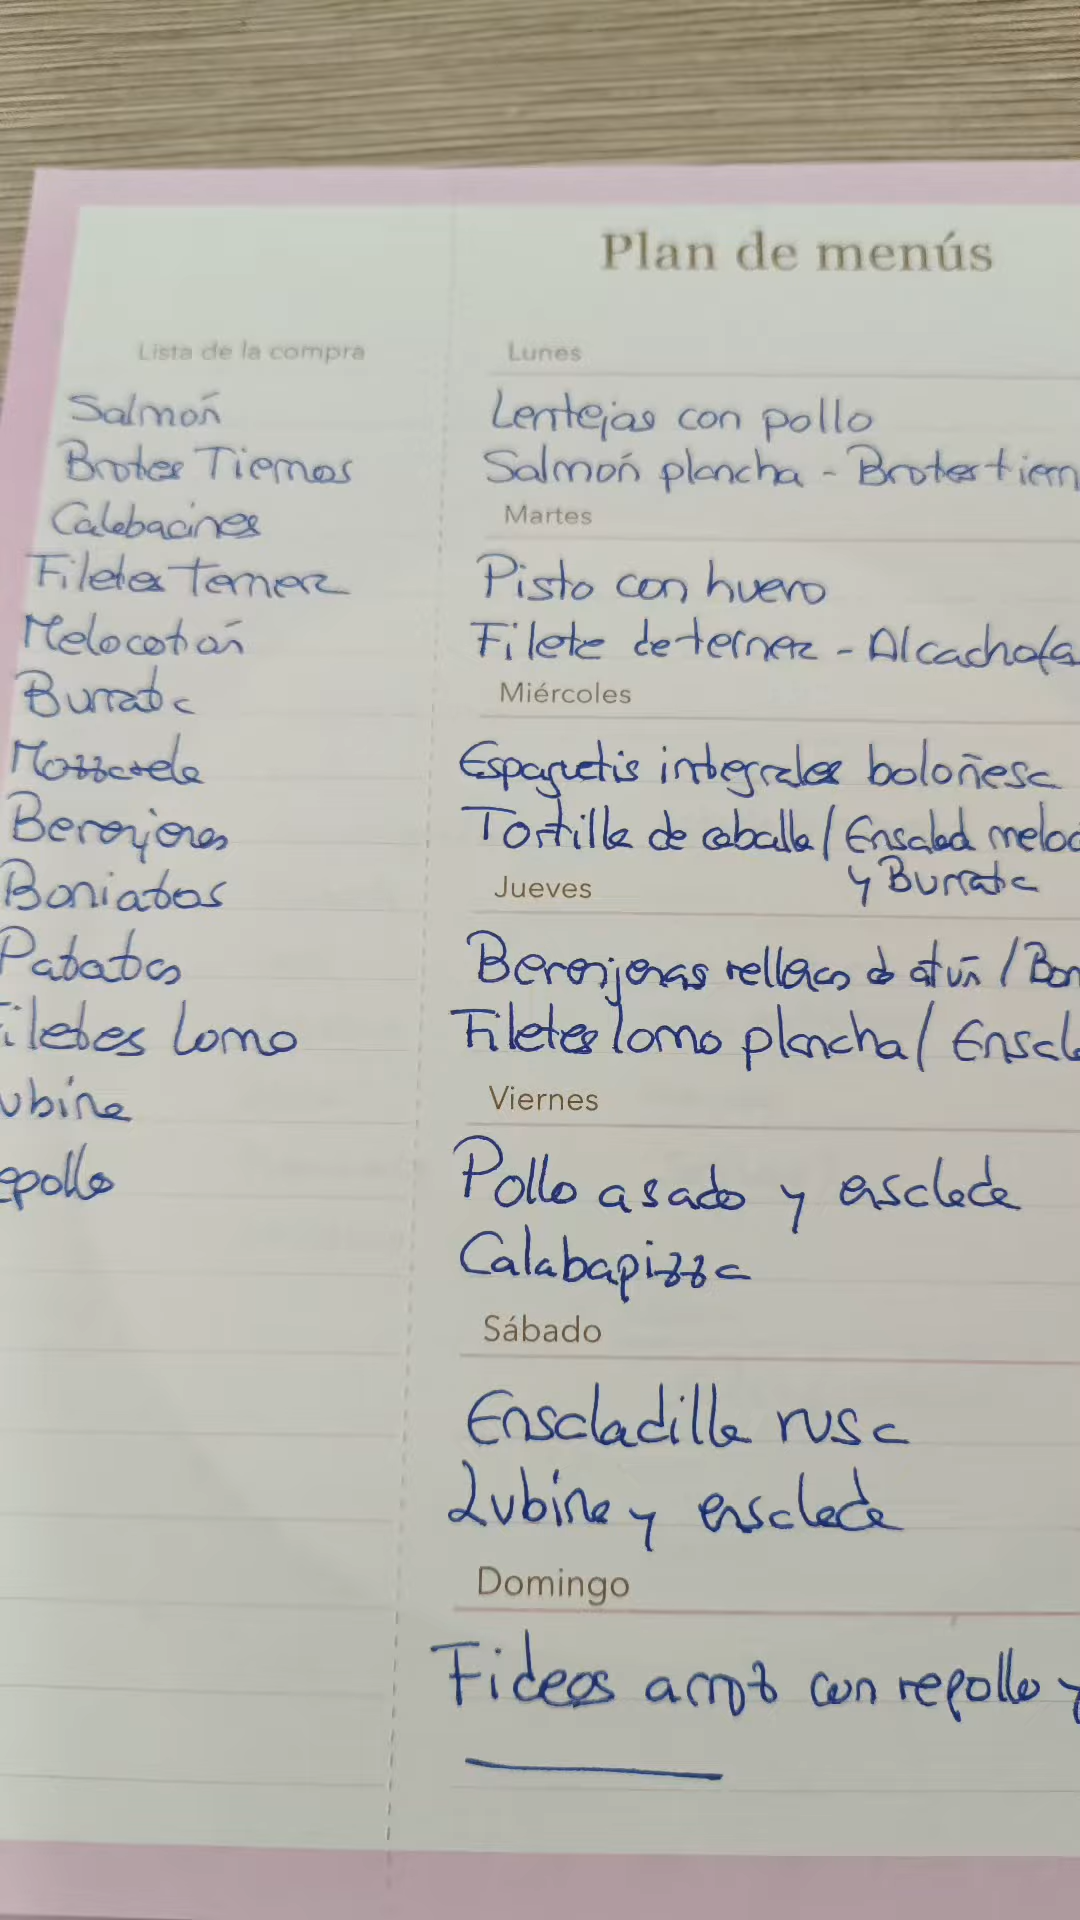 Plan de menús
Lista de la compra
Salmón
Brotes Tiernos
Calabacines
Filetes ternera
Melocotón
Burrata
Mozzarela
Berenjenas
Boniatos
Patatas
iletes lomo
ubina
epollo
Lunes
Lentejas con pollo
Salmón plancha - Brotes tiern
Martes
Pisto con huevo
Filete de ternera - Alcachofa
Miércoles
Espaguetis integrales boloñesa
Tortilla de caballa / Ensalad meloc
y Burrata
Jueves
Berenjenas rellenas de atún / Bon
Filetes lomo plancha / Ensala
Viernes
Pollo asado y ensalada
Calabapizza
Sábado
Ensaladilla rusa
Lubina y ensalada
Domingo
Fideos arroz con repollo y